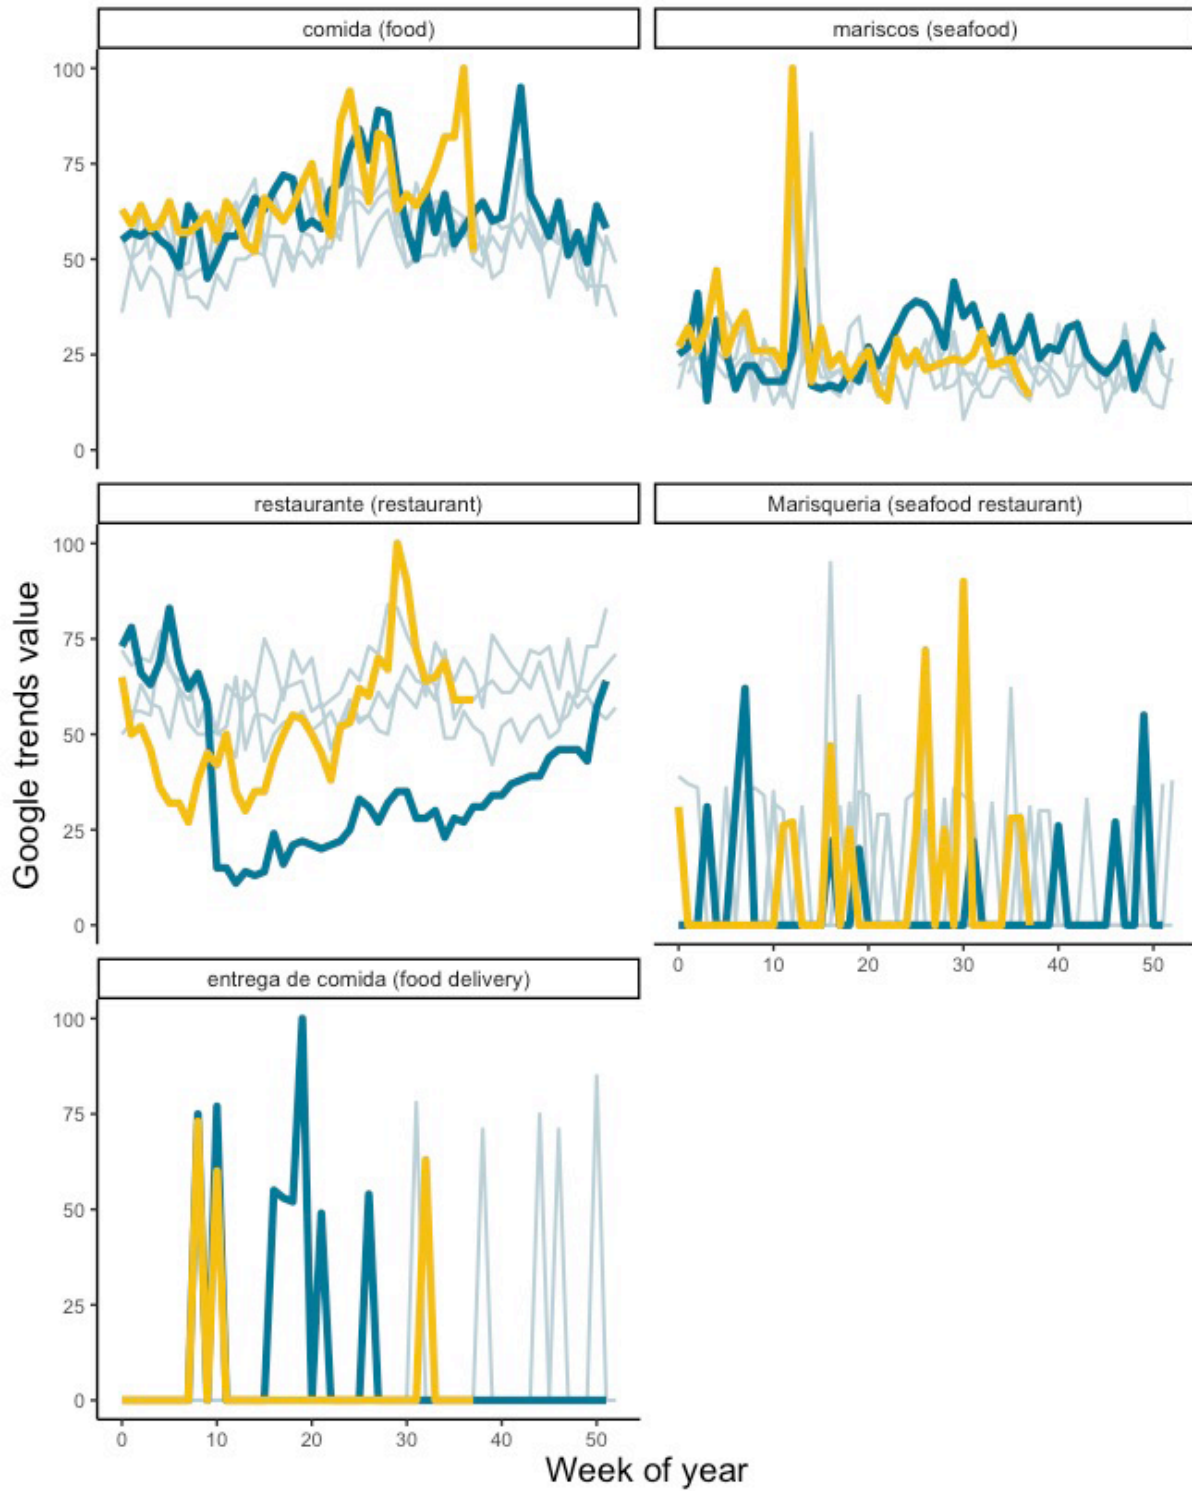 comida (food)
mariscos (seafood)
100
75
50
25
0
restaurante (restaurant)
Marisqueria (seafood restaurant)
100
75
50
25
0
0 10 20 30 40 50
entrega de comida (food delivery)
100
75
50
25
0
0 10 20 30 40 50
Google trends value
Week of year